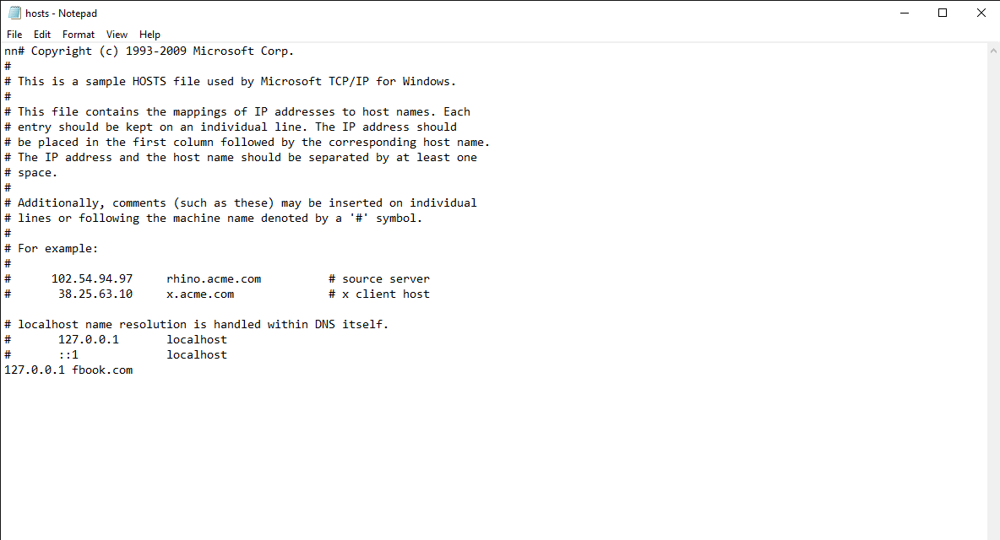 hosts - Notepad
File Edit Format View Help
nn# Copyright (c) 1993-2009 Microsoft Corp.
#
# This is a sample HOSTS file used by Microsoft TCP/IP for Windows.
#
# This file contains the mappings of IP addresses to host names. Each
# entry should be kept on an individual line. The IP address should
# be placed in the first column followed by the corresponding host name.
# The IP address and the host name should be separated by at least one
# space.
#
# Additionally, comments (such as these) may be inserted on individual
# lines or following the machine name denoted by a '#' symbol.
#
# For example:
#
#      102.54.94.97     rhino.acme.com          # source server
#       38.25.63.10     x.acme.com              # x client host

# localhost name resolution is handled within DNS itself.
#       127.0.0.1       localhost
#       ::1             localhost
127.0.0.1 fbook.com